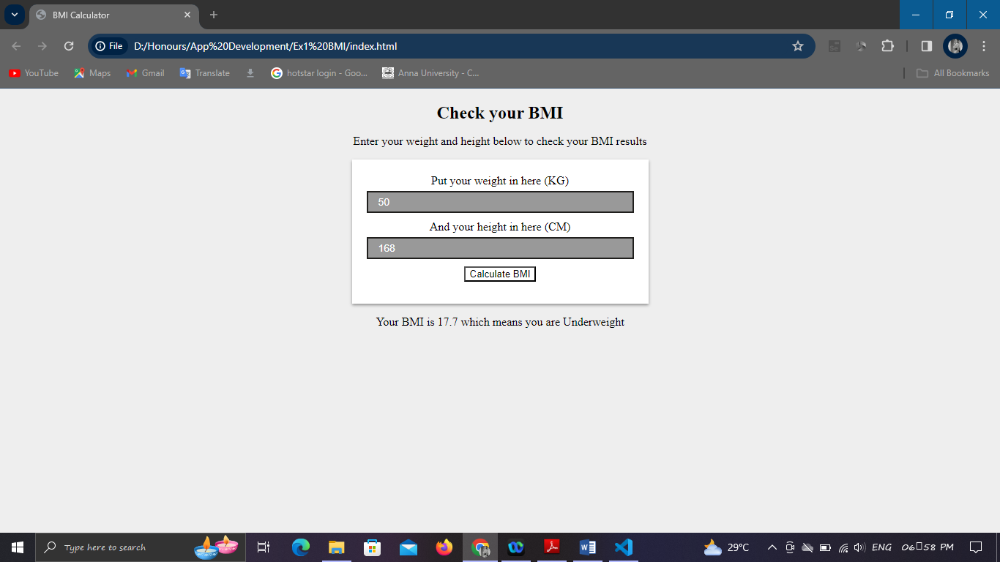 BMI Calculator
File D:/Honours/App%20Development/Ex1%20BMI/index.html
YouTube Maps Gmail Translate hotstar login - Goo... Anna University - C... All Bookmarks
Check your BMI
Enter your weight and height below to check your BMI results
Put your weight in here (KG)
50
And your height in here (CM)
168
Calculate BMI
Your BMI is 17.7 which means you are Underweight
Type here to search 29°C ENG 06▯58 PM